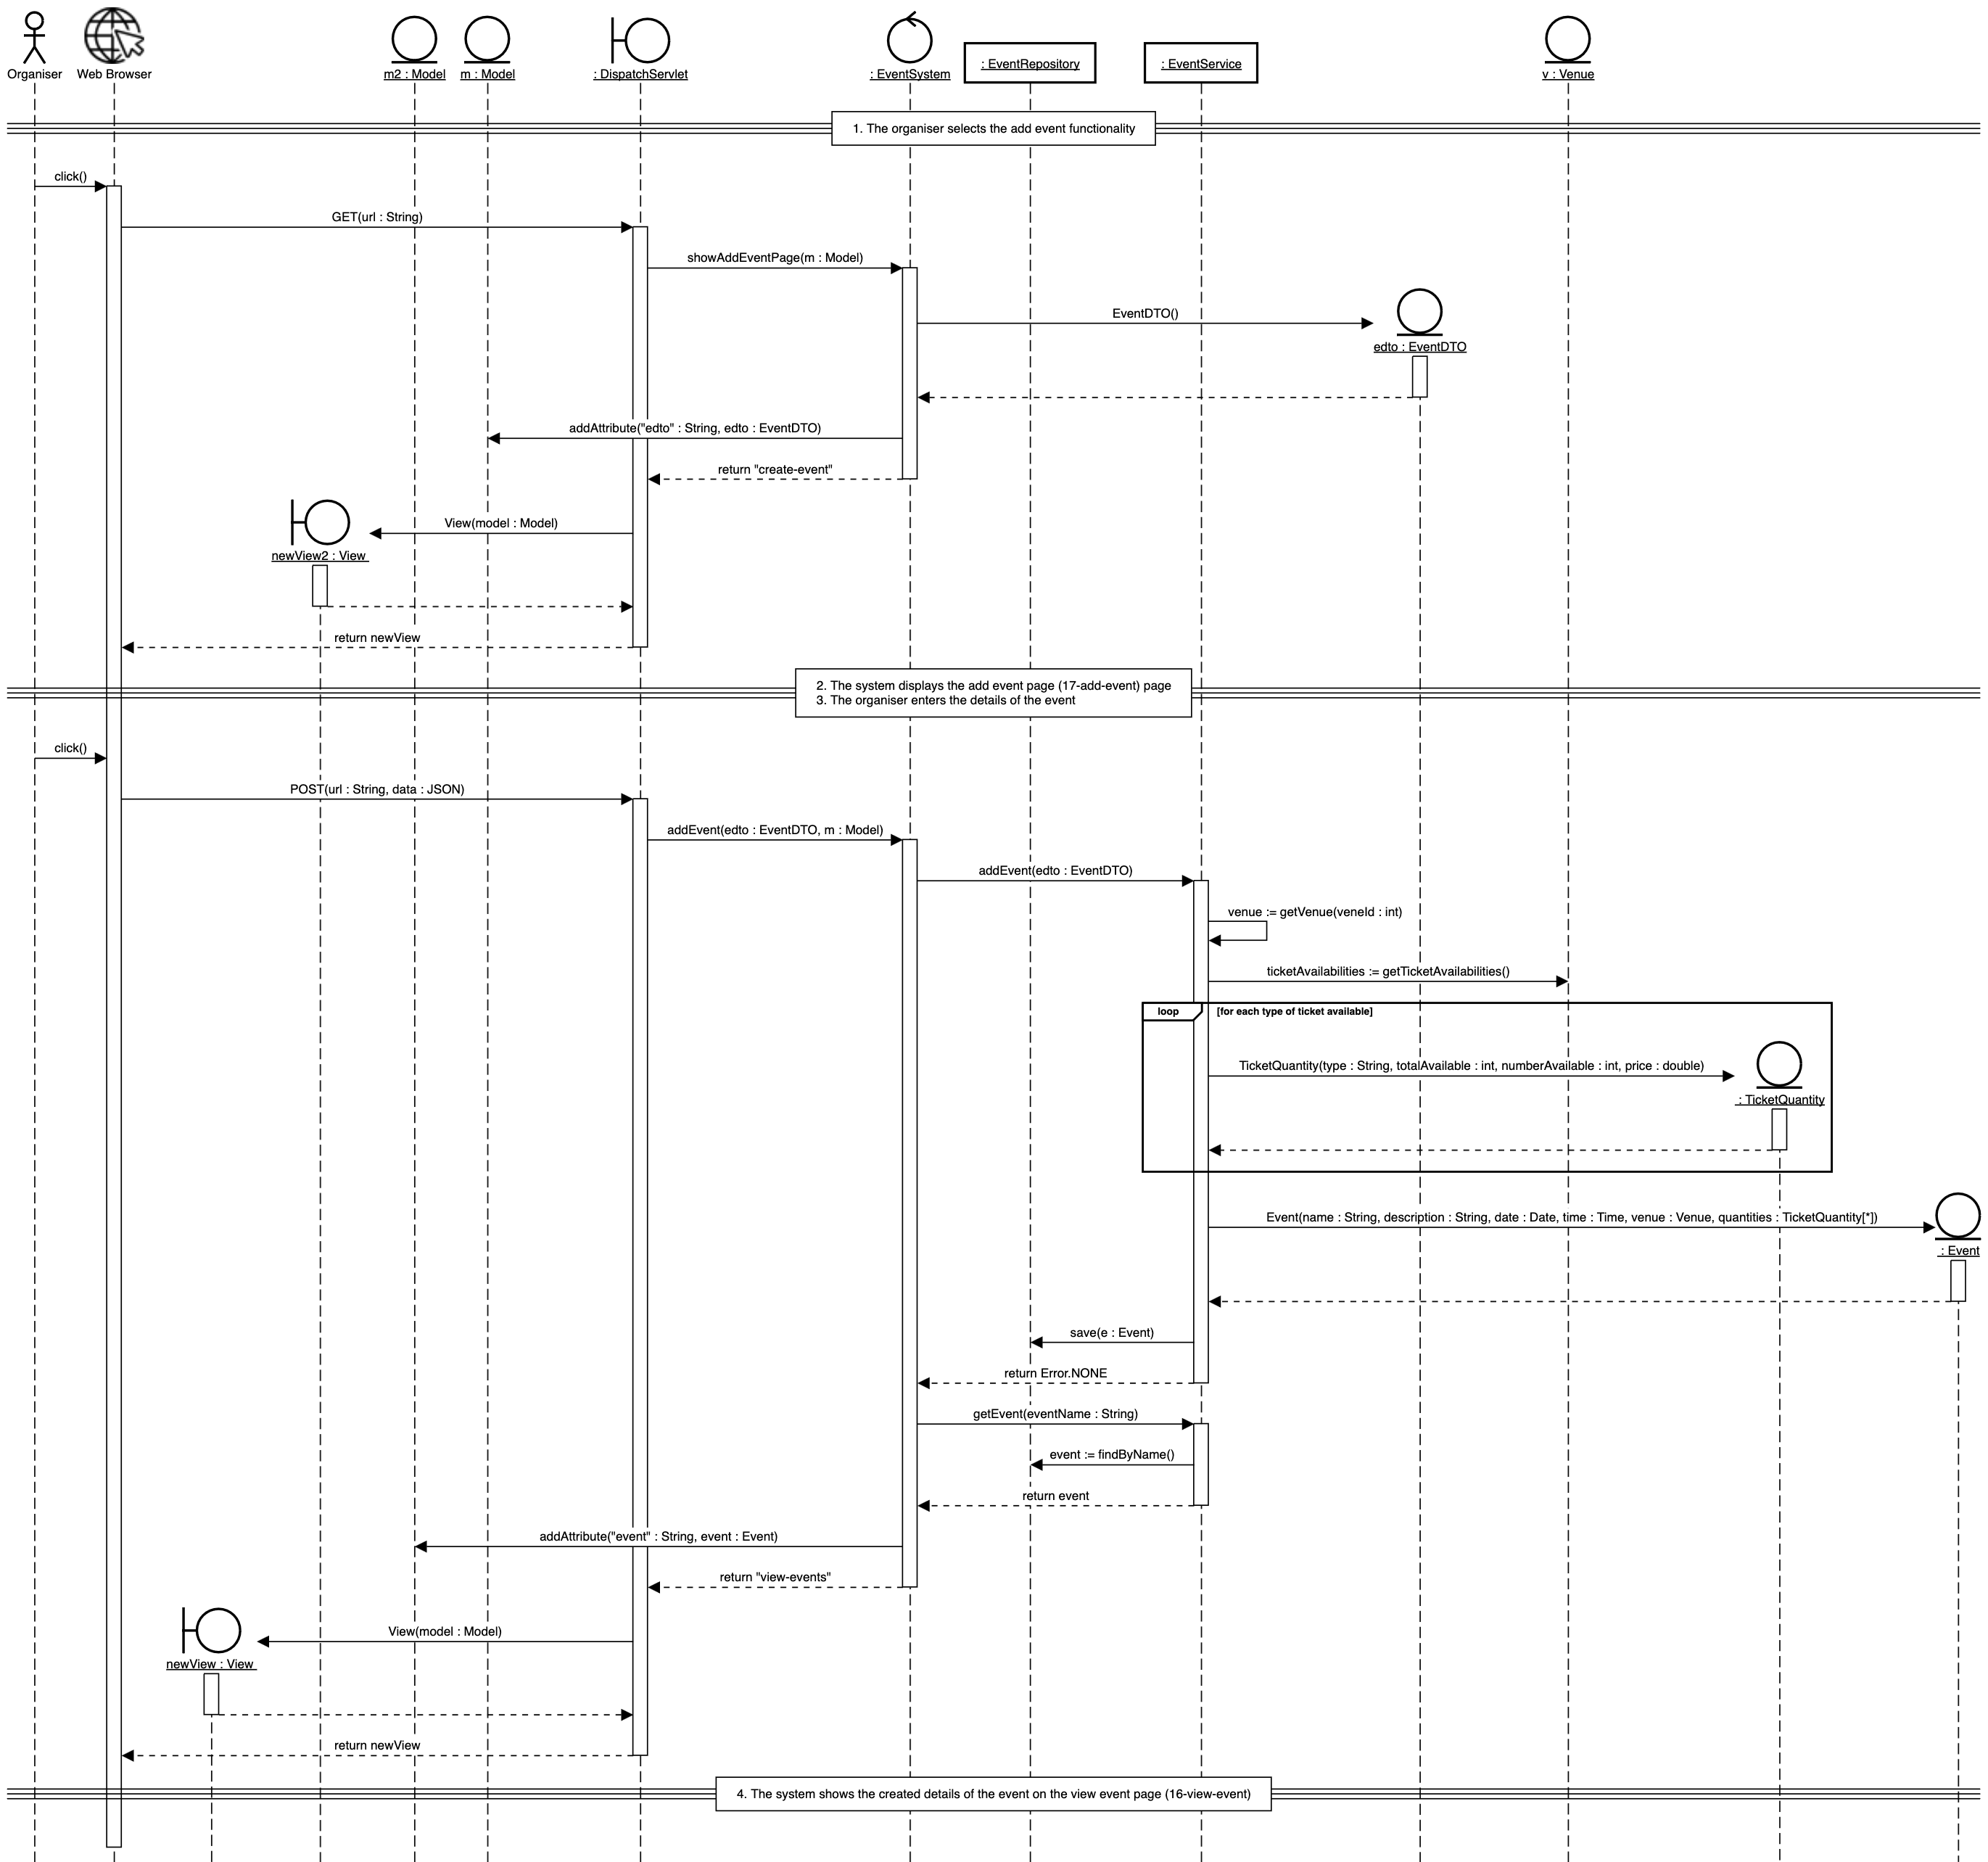 Organiser
Web Browser
m2 : Model
m : Model
: DispatchServlet
: EventSystem
: EventRepository
: EventService
v : Venue
1. The organiser selects the add event functionality
click()
GET(url : String)
showAddEventPage(m : Model)
EventDTO()
edto : EventDTO
addAttribute("edto" : String, edto : EventDTO)
return "create-event"
View(model : Model)
newView2 : View
return newView
2. The system displays the add event page (17-add-event) page
3. The organiser enters the details of the event
click()
POST(url : String, data : JSON)
addEvent(edto : EventDTO, m : Model)
addEvent(edto : EventDTO)
venue := getVenue(veneId : int)
ticketAvailabilities := getTicketAvailabilities()
loop
[for each type of ticket available]
TicketQuantity(type : String, totalAvailable : int, numberAvailable : int, price : double)
: TicketQuantity
Event(name : String, description : String, date : Date, time : Time, venue : Venue, quantities : TicketQuantity[*])
: Event
save(e : Event)
return Error.NONE
getEvent(eventName : String)
event := findByName()
return event
addAttribute("event" : String, event : Event)
return "view-events"
View(model : Model)
newView : View
return newView
4. The system shows the created details of the event on the view event page (16-view-event)